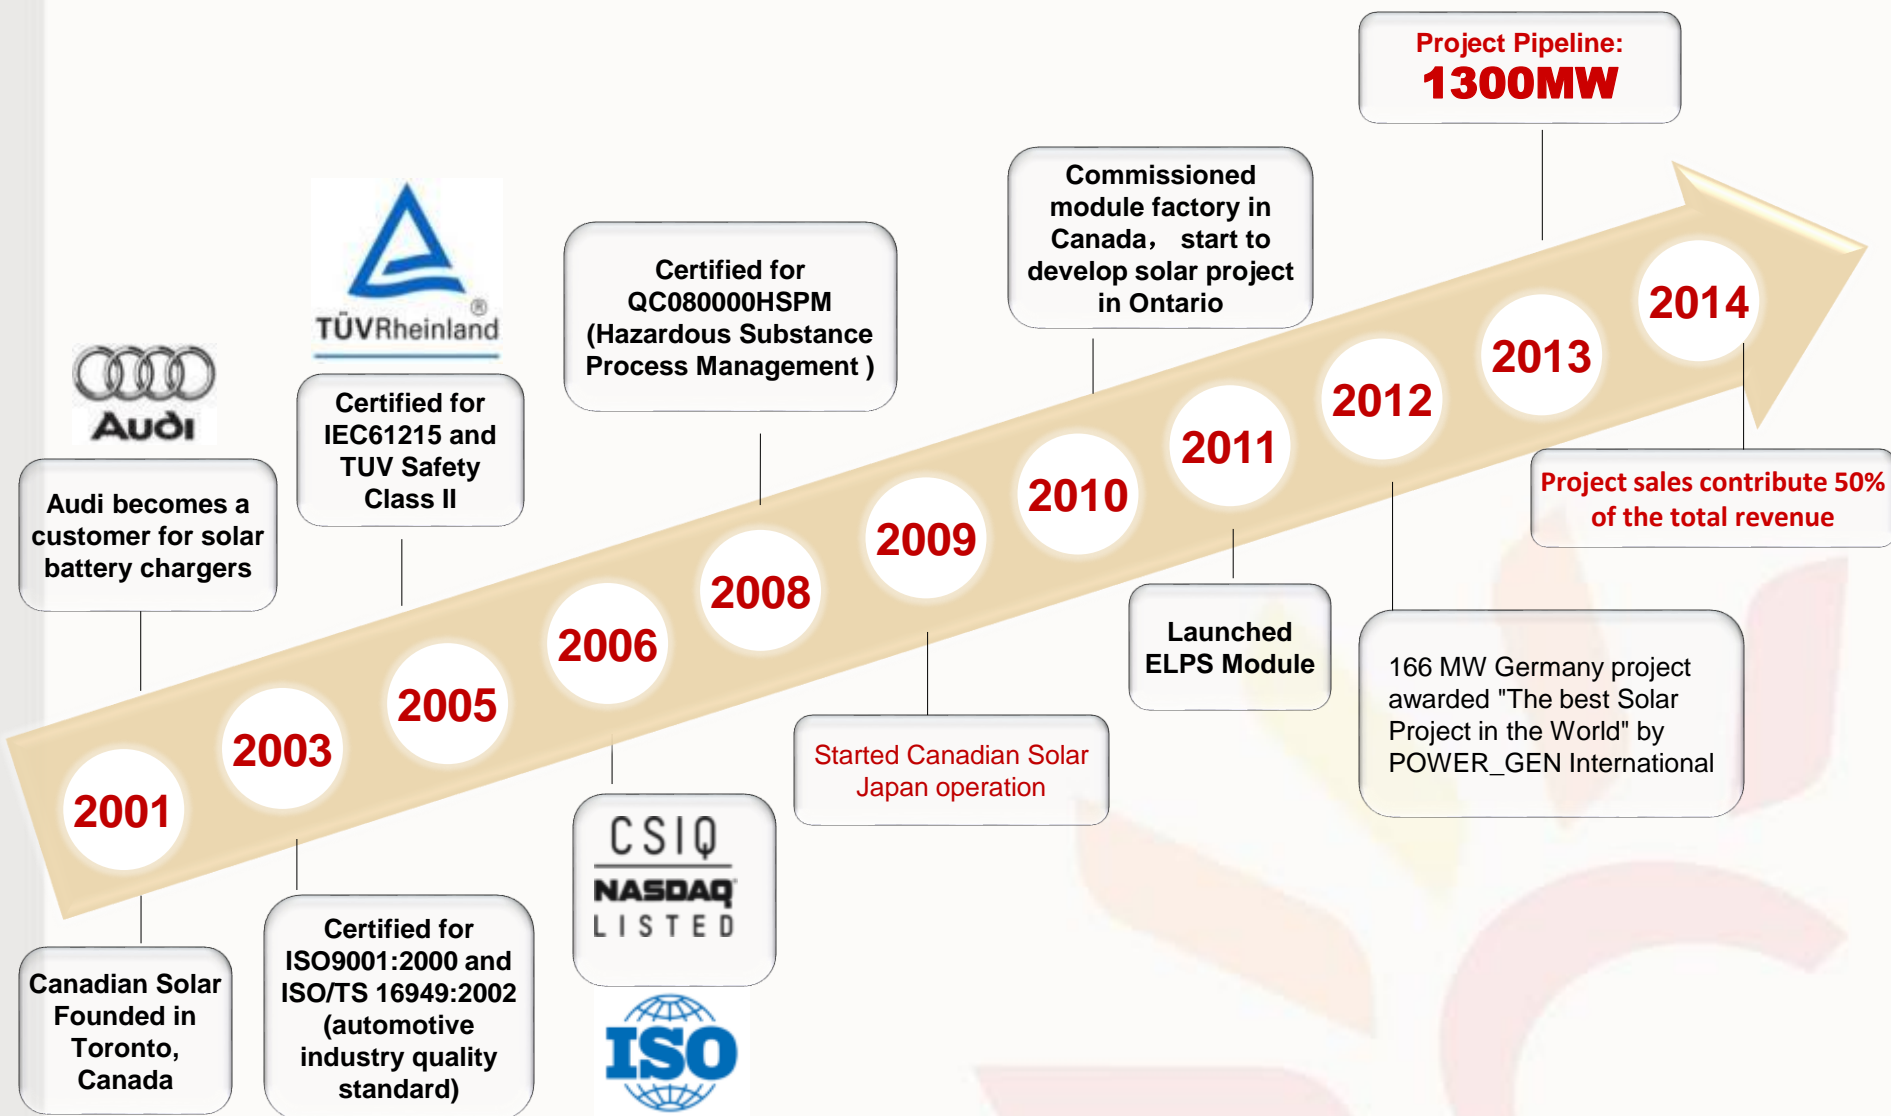 Project Pipeline:
1300MW
Commissioned
module factory in
Canada， start to
develop solar project
in Ontario
®
TÜVRheinland
Certified for
QC080000HSPM
(Hazardous Substance
Process Management )
Audi
Certified for
IEC61215 and
TUV Safety
Class II
Audi becomes a
customer for solar
battery chargers
2014
2013
2012
2011
2010
2009
2008
2006
2005
2003
2001
Project sales contribute 50%
of the total revenue
Launched
ELPS Module
166 MW Germany project
awarded "The best Solar
Project in the World" by
POWER_GEN International
Started Canadian Solar
Japan operation
CSIQ
NASDAQ
LISTED
ISO
Certified for
ISO9001:2000 and
ISO/TS 16949:2002
(automotive
industry quality
standard)
Canadian Solar
Founded in
Toronto,
Canada